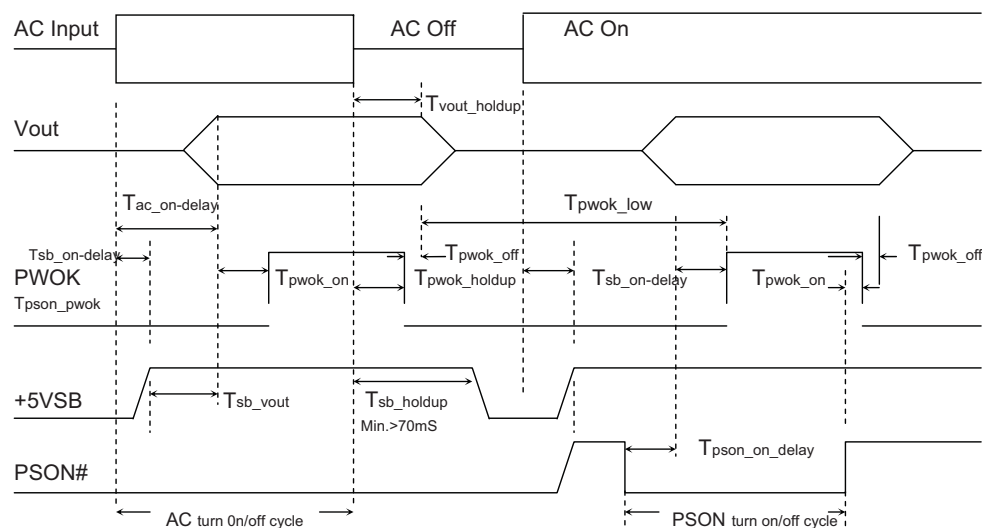 AC Input
AC Off
AC On
Tvout_holdup
Vout
Tac_on-delay
Tpwok_low
Tsb_on-delay
Tpwok_off
Tpwok_off
PWOK
Tpwok_on
Tpwok_holdup
Tsb_on-delay
Tpwok_on
Tpson_pwok
+5VSB
Tsb_vout
Tsb_holdup
Min.>70mS
PSON#
Tpson_on_delay
AC turn 0n/off cycle
PSON turn on/off cycle